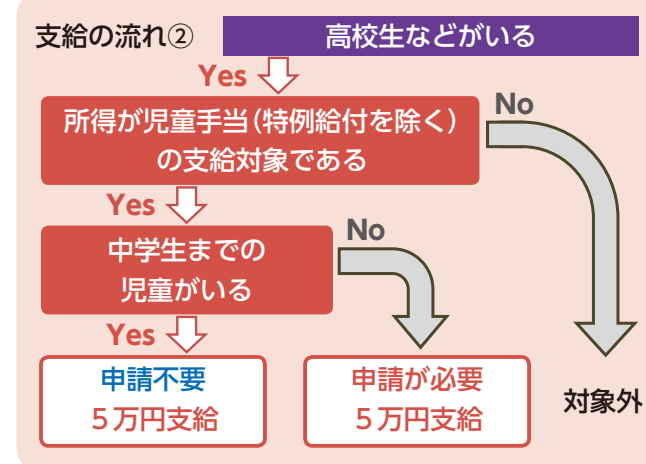 支給の流れ②
高校生などがいる
Yes
所得が児童手当(特例給付を除く)
の支給対象である
No
Yes
中学生までの
児童がいる
No
Yes
申請不要
5万円支給
申請が必要
5万円支給
対象外